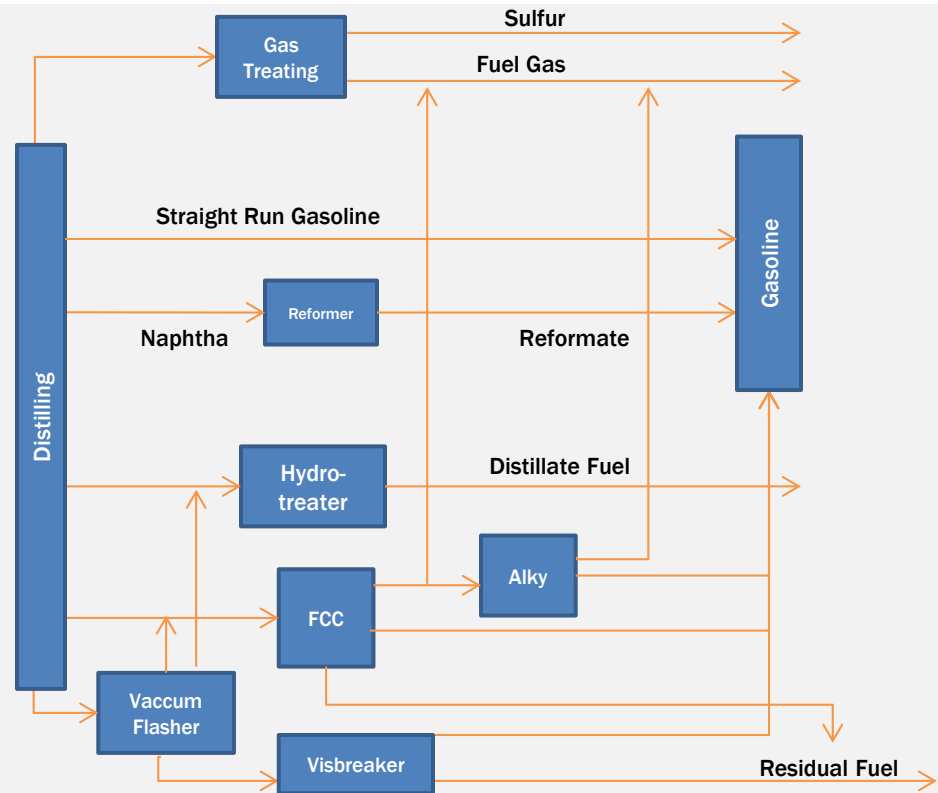 Sulfur
Gas
Treating
Fuel Gas
Straight Run Gasoline
Gasoline
Reformer
Naphtha
Reformate
Distilling
Distillate Fuel
Hydro-
treater
Alky
FCC
Vaccum
Flasher
Visbreaker
Residual Fuel